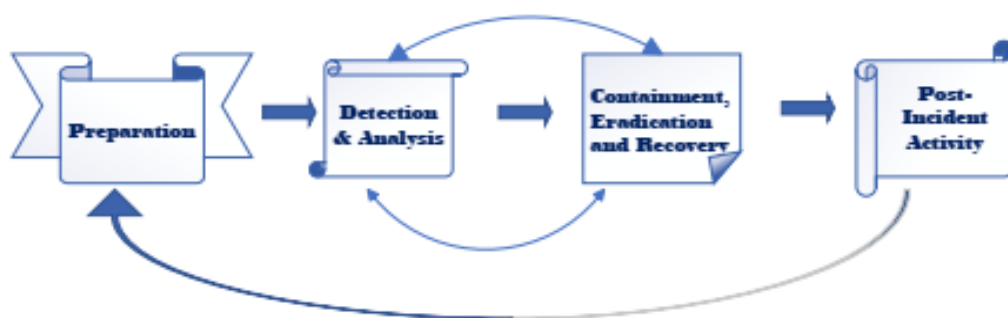 Preparation
Detection
& Analysis
Containment,
Eradication
and Recovery
Post-
Incident
Activity